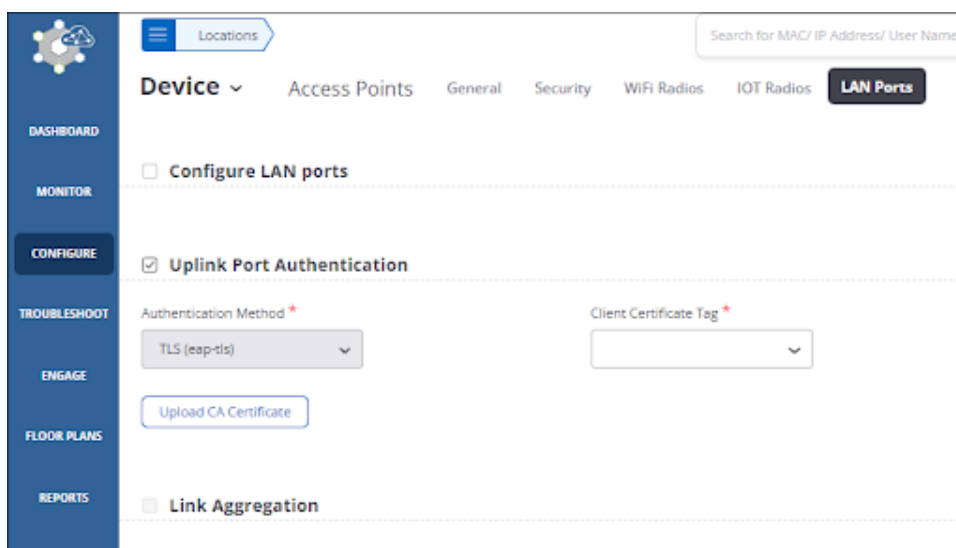 Locations
Search for MAC/ IP Address/ User Name
Device Access Points General Security WiFi Radios IOT Radios LAN Ports
DASHBOARD
Configure LAN ports
MONITOR
CONFIGURE
Uplink Port Authentication
TROUBLESHOOT
Authentication Method * Client Certificate Tag *
TLS (eap-tls)
ENGAGE
Upload CA Certificate
FLOOR PLANS
REPORTS
Link Aggregation